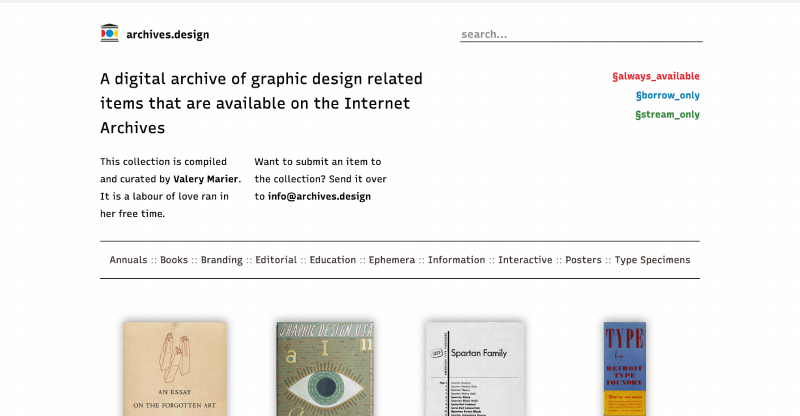 archives.design
search...
A digital archive of graphic design related
items that are available on the Internet
Archives
§always_available
§borrow_only
§stream_only
This collection is compiled
and curated by Valery Marier.
It is a labour of love ran in
her free time.
Want to submit an item to
the collection? Send it over
to info@archives.design
Annuals :: Books :: Branding :: Editorial :: Education :: Ephemera :: Information :: Interactive :: Posters :: Type Specimens
AN ESSAY
ON THE FORGOTTEN ART
GRAPHIC DESIGN USA
a I 11
Spartan Family
TYPE
by
DETROIT
TYPE
FOUNDRY